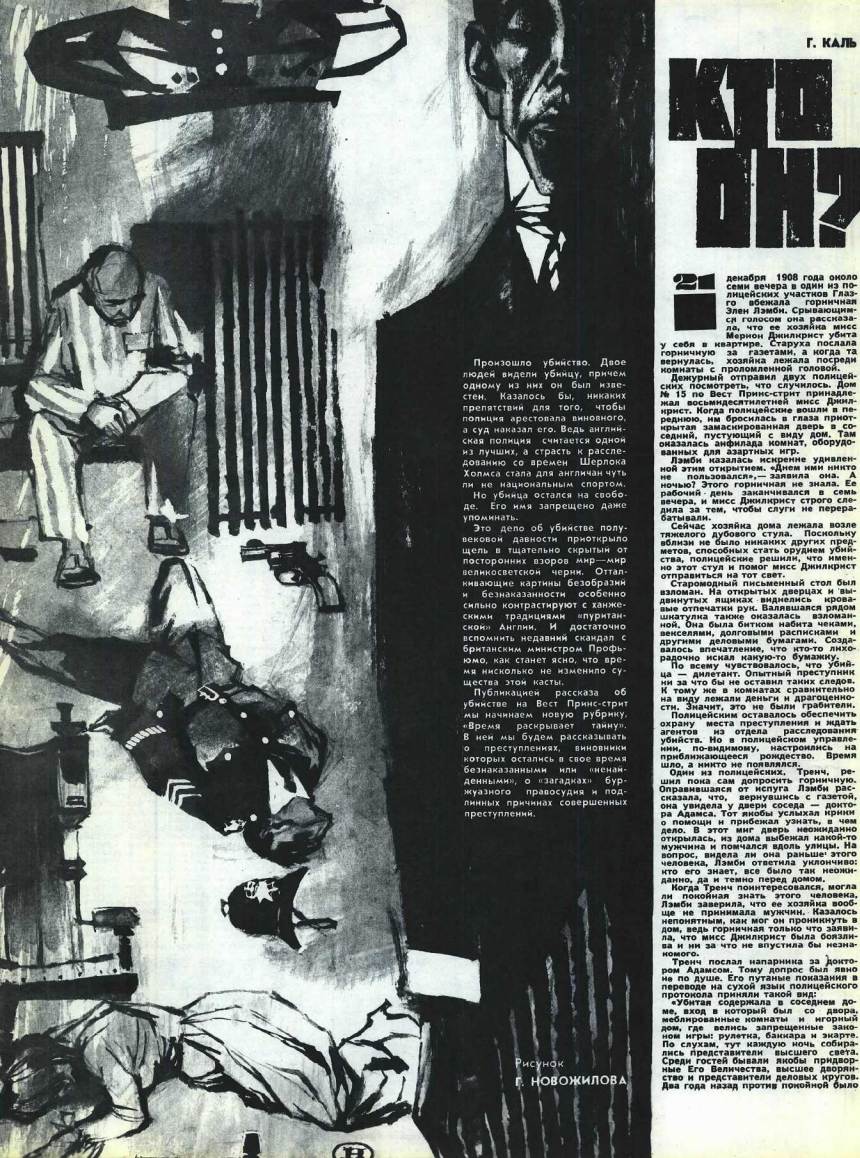 Г. КАЛЬ
КТО
ОН?
21
декабря 1908 года около
семи вечера в один из по-
лицейских участков Глаз-
го вбежала горничная
Элен Лэмби. Срывающим-
ся голосом она рассказа-
ла, что ее хозяйка мисс
Мерион Джилкрист убита
у себя в квартире. Старуха послала
горничную за газетами, а когда та
вернулась, хозяйка лежала посреди
комнаты с проломленной головой.
Дежурный отправил двух полицей-
ских посмотреть, что случилось. Дом
№ 15 по Вест Принс-стрит принадле-
жал восьмидесятилетней мисс Джил-
крист. Когда полицейские вошли в пе-
реднюю, им бросилась в глаза приот-
крытая замаскированная дверь в со-
седний, пустующий с виду дом. Там
оказалась анфилада комнат, оборудо-
ванных для азартных игр.
Лэмби казалась искренне удивлен-
ной этим открытием. «Днем ими никто
не пользовался»,— заявила она. А
ночью? Этого горничная не знала. Ее
рабочий день заканчивался в семь
вечера, и мисс Джилкрист строго сле-
дила за тем, чтобы слуги не перера-
батывали.
Сейчас хозяйка дома лежала возле
тяжелого дубового стула. Поскольку
вблизи не было никаких других пред-
метов, способных стать орудием убий-
ства, полицейские решили, что имен-
но этот стул и помог мисс Джилкрист
отправиться на тот свет.
Старомодный письменный стол был
взломан. На открытых дверцах и вы-
двинутых ящиках виднелись крова-
вые отпечатки рук. Валявшаяся рядом
шкатулка также оказалась взломан-
ной. Она была битком набита чеками,
векселями, долговыми расписками и
другими деловыми бумагами. Созда-
валось впечатление, что кто-то лихо-
радочно искал какую-то бумажку.
По всему чувствовалось, что убий-
ца — дилетант. Опытный преступник
ни за что бы не оставил таких следов.
К тому же в комнатах сравнительно
на виду лежали деньги и драгоценно-
сти. Значит, это не были грабители.
Полицейским оставалось обеспечить
охрану места преступления и ждать
агентов из отдела расследования
убийств. Но в полицейском управле-
нии, по-видимому, настроились на
приближающееся рождество. Время
шло, а никто не появлялся.
Один из полицейских, Тренч, ре-
шил пока сам допросить горничную.
Оправившаяся от испуга Лэмби рас-
сказала, что, вернувшись с газетой,
она увидела у двери соседа — докто-
ра Адамса. Тот якобы услыхал крики
о помощи и прибежал узнать, в чем
дело. В этот миг дверь неожиданно
открылась, из дома выбежал какой-то
мужчина и помчался вдоль улицы. На
вопрос, видела ли она раньше этого
человека, Лэмби ответила уклончиво:
кто его знает, все было так неожи-
данно, да и темно перед домом.
Когда Тренч поинтересовался, могла
ли покойная знать этого человека,
Лэмби заверила, что ее хозяйка вооб-
ще не принимала мужчин. Казалось
непонятным, как мог он проникнуть в
дом, ведь горничная только что заяви-
ла, что мисс Джилкрист была боязли-
ва и ни за что не впустила бы незна-
комого.
Тренч послал напарника за докто-
ром Адамсом. Тому допрос был явно
не по душе. Его путаные показания в
переводе на сухой язык полицейского
протокола приняли такой вид:
«Убитая содержала в соседнем до-
ме, вход в который был со двора,
меблированные комнаты и игорный
дом, где велись запрещенные зако-
ном игры: рулетка, баккара и экарте.
По слухам, тут каждую ночь собира-
лись представители высшего света.
Среди гостей бывали якобы придвор-
ные Его Величества, высшее дворян-
ство и представители деловых кругов.
Два года назад против покойной было
Произошло убийство. Двое
людей видели убийцу, причем
одному из них он был извес-
тен. Казалось бы, никаких
препятствий для того, чтобы
полиция арестовала виновного,
а суд наказал его. Ведь англий-
ская полиция считается одной
из лучших, а страсть к рассле-
дованию со времен Шерлока
Холмса стала для англичан чуть
ли не национальным спортом.
Но убийца остался на свобо-
де. Его имя запрещено даже
упоминать.
Это дело об убийстве полу-
вековой давности приоткрыло
щель в тщательно скрытый от
посторонних взоров мир—мир
великосветской черни. Оттал-
кивающие картины безобразий
и безнаказанности особенно
сильно контрастируют с ханже-
скими традициями «пуритан-
ской» Англии. И достаточно
вспомнить недавний скандал с
британским министром Профь-
юмо, как станет ясно, что вре-
мя нисколько не изменило су-
щества этой касты.
Публикацией рассказа об
убийстве на Вест Принс-стрит
мы начинаем новую рубрику,
«Время раскрывает тайну».
В ней мы будем рассказывать
о преступлениях, виновники
которых остались в свое время
безнаказанными или «ненай-
денными», о «загадках» бур-
жуазного правосудия и под-
линных причинах совершенных
преступлений.
Рисунок
Г. НОВОЖИЛОВА
Н